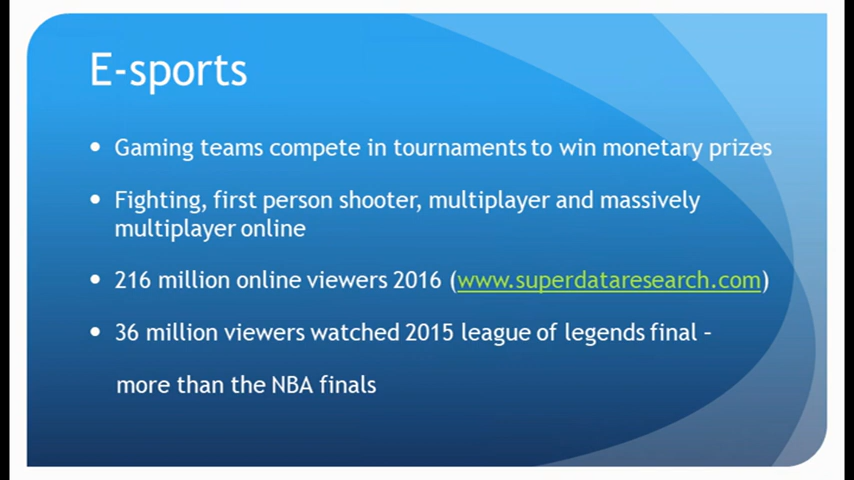 E-sports
• Gaming teams compete in tournaments to win monetary prizes
• Fighting, first person shooter, multiplayer and massively
multiplayer online
• 216 million online viewers 2016 (www.superdataresearch.com)
• 36 million viewers watched 2015 league of legends final –
more than the NBA finals